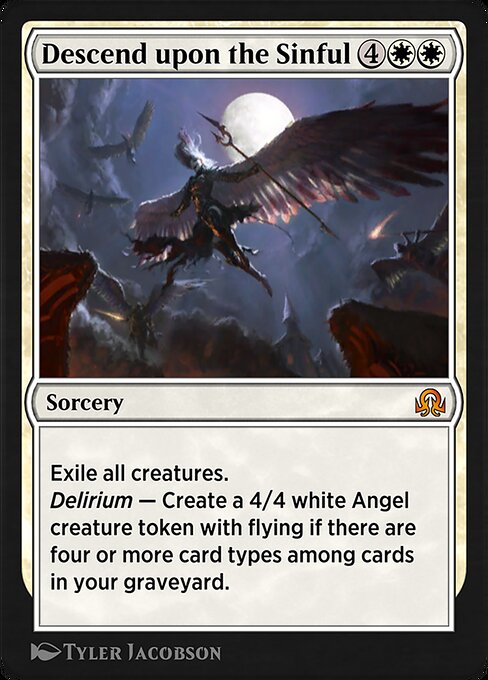 Descend upon the Sinful 4
Sorcery
Exile all creatures.
Delirium — Create a 4/4 white Angel
creature token with flying if there are
four or more card types among cards
in your graveyard.
Tyler Jacobson